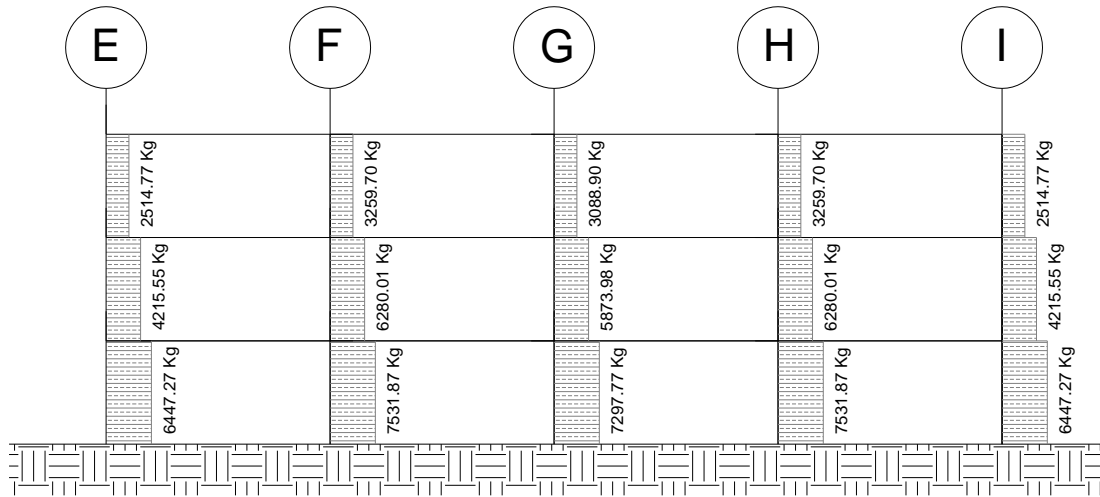 E
F
G
H
I
2514.77 Kg
3259.70 Kg
3088.90 Kg
3259.70 Kg
2514.77 Kg
4215.55 Kg
6280.01 Kg
5873.98 Kg
6280.01 Kg
4215.55 Kg
6447.27 Kg
7531.87 Kg
7297.77 Kg
7531.87 Kg
6447.27 Kg